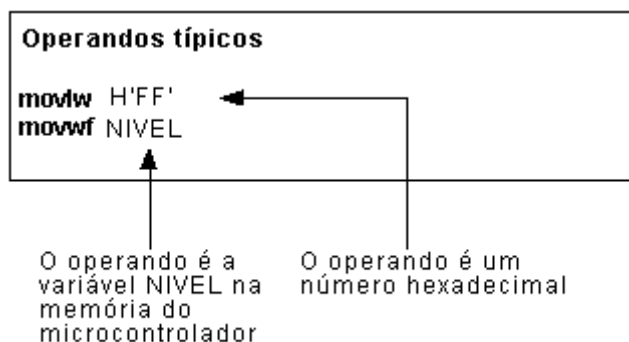 Operandos típicos
movlw H'FF'
movwf NIVEL
O operando é a
variável NIVEL na
memória do
microcontrolador
O operando é um
número hexadecimal